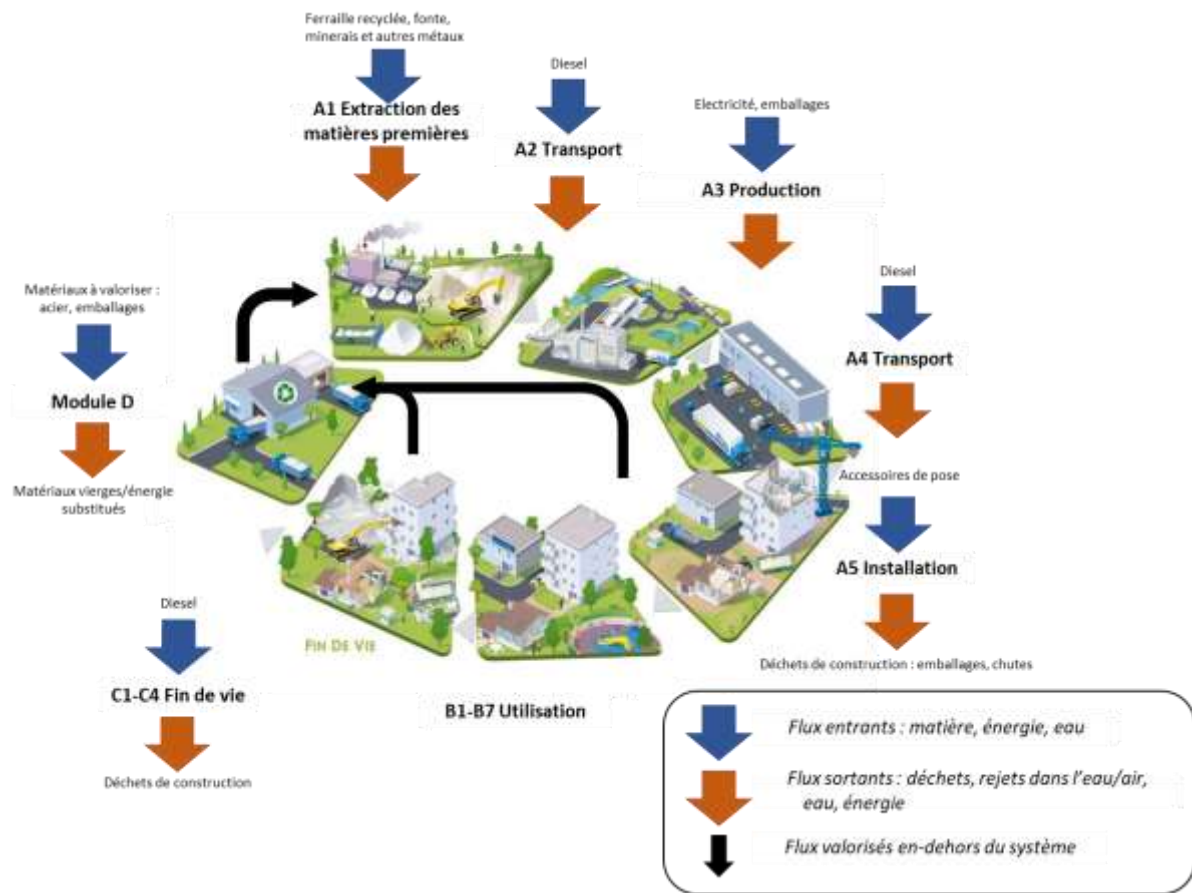 Ferraille recyclée, fonte,
minerais et autres métaux
A1 Extraction des
matières premières
Diesel
A2 Transport
Electricité, emballages
A3 Production
Diesel
A4 Transport
Accessoires de pose
A5 Installation
Déchets de construction : emballages, chutes
Matériaux à valoriser :
acier, emballages
Module D
Matériaux vierges/énergie
substitués
FIN DE VIE
Diesel
C1-C4 Fin de vie
Déchets de construction
B1-B7 Utilisation
Flux entrants : matière, énergie, eau
Flux sortants : déchets, rejets dans l'eau/air,
eau, énergie
Flux valorisés en-dehors du système